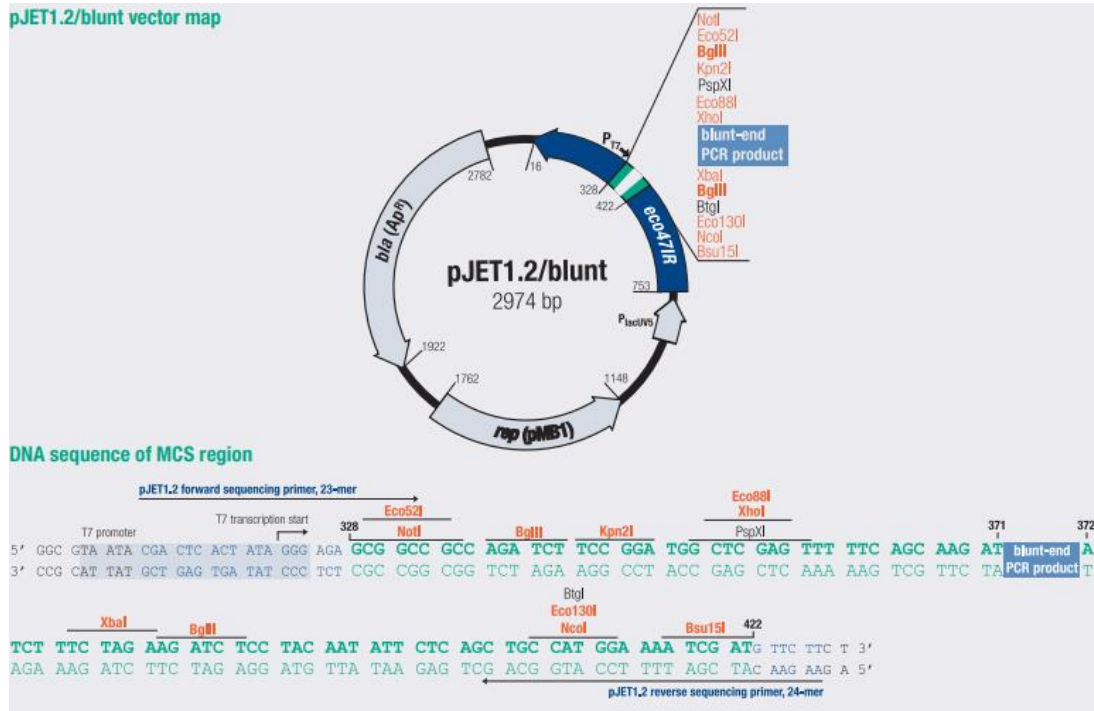 pJET1.2/blunt vector map
NotI
Eco52I
BglII
Kpn2I
PspXI
Eco88I
XhoI
blunt-end
PCR product
XbaI
BglII
BtgI
Eco130I
NcoI
Bsu15I
PT7
2782
16
328
422
eco47IR
bla (ApR)
pJET1.2/blunt
2974 bp
753
PlacUV5
1922
1762
1148
rep (pMB1)
DNA sequence of MCS region
pJET1.2 forward sequencing primer, 23-mer
Eco88I
Eco52I XhoI
T7 promoter T7 transcription start 328 NotI BglII Kpn2I PspXI 371 372
5' GGC GTA ATA CGA CTC ACT ATA GGG AGA GCG GCC GCC AGA TCT TCC GGA TGG CTC GAG TTT TTC AGCA AGAT blunt-end A
3' CCG CAT TAT GCT GAG TGA TAT CCC TCT CGC CGG CGG TCT AGA AGG CCT ACC GAG CTC AAA AAG TCG TTC TA PCR product T
BtgI
Eco130I
XbaI BglII NcoI Bsu15I 422
TCT TTC TAGA AGATC TCC TAC AAT ATT CTC AGC TGC CAT GGA AAA TCG ATG TTC TTC T 3'
AGA AAG ATC TTC TAG AGG ATG TTA TAA GAG TCG ACG GTA CCT TTT AGC TAC AAG AAG A 5'
pJET1.2 reverse sequencing primer, 24-mer